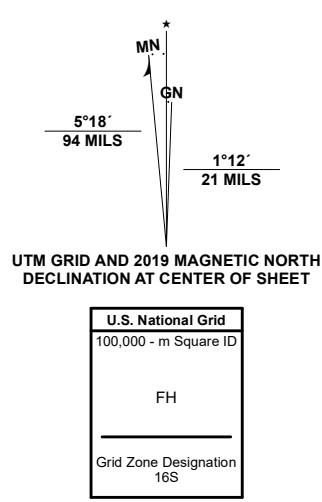 MN
GN
5°18´
94 MILS
1°12´
21 MILS
UTM GRID AND 2019 MAGNETIC NORTH
DECLINATION AT CENTER OF SHEET
U.S. National Grid
100,000 - m Square ID
FH
Grid Zone Designation
16S